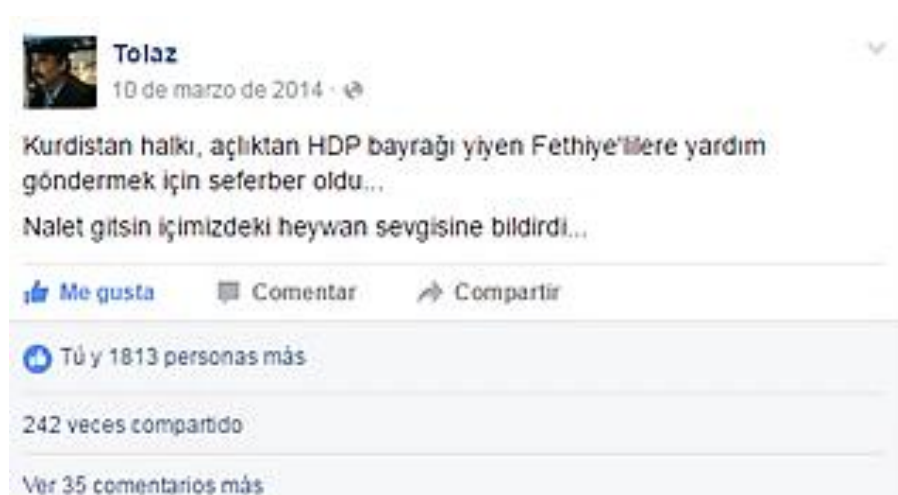 Tolaz
10 de marzo de 2014
Kurdistan halkı, açlıktan HDP bayrağı yiyen Fethiye'lilere yardım
göndermek için seferber oldu...
Nalet gitsin içimizdeki heywan sevgisine bildirdi...
Me gusta Comentar Compartir
Tú y 1813 personas más
242 veces compartido
Ver 35 comentarios más